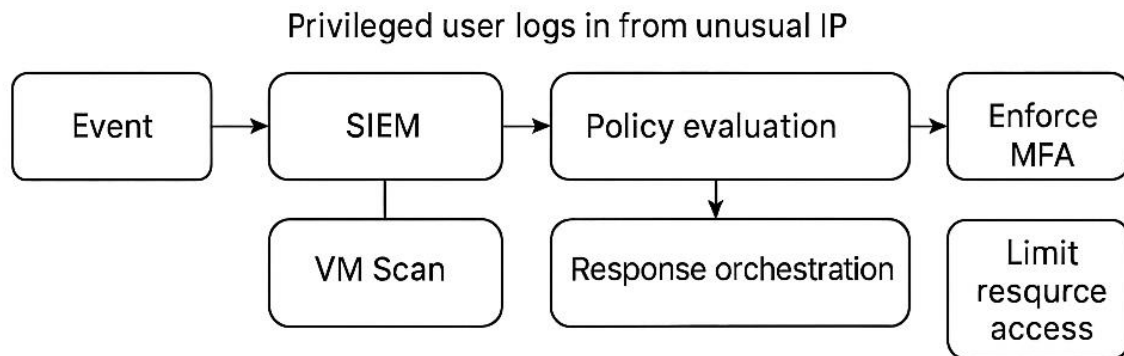 Privileged user logs in from unusual IP
Event
SIEM
Policy evaluation
Enforce
MFA
VM Scan
Response orchestration
Limit
resqurce
access